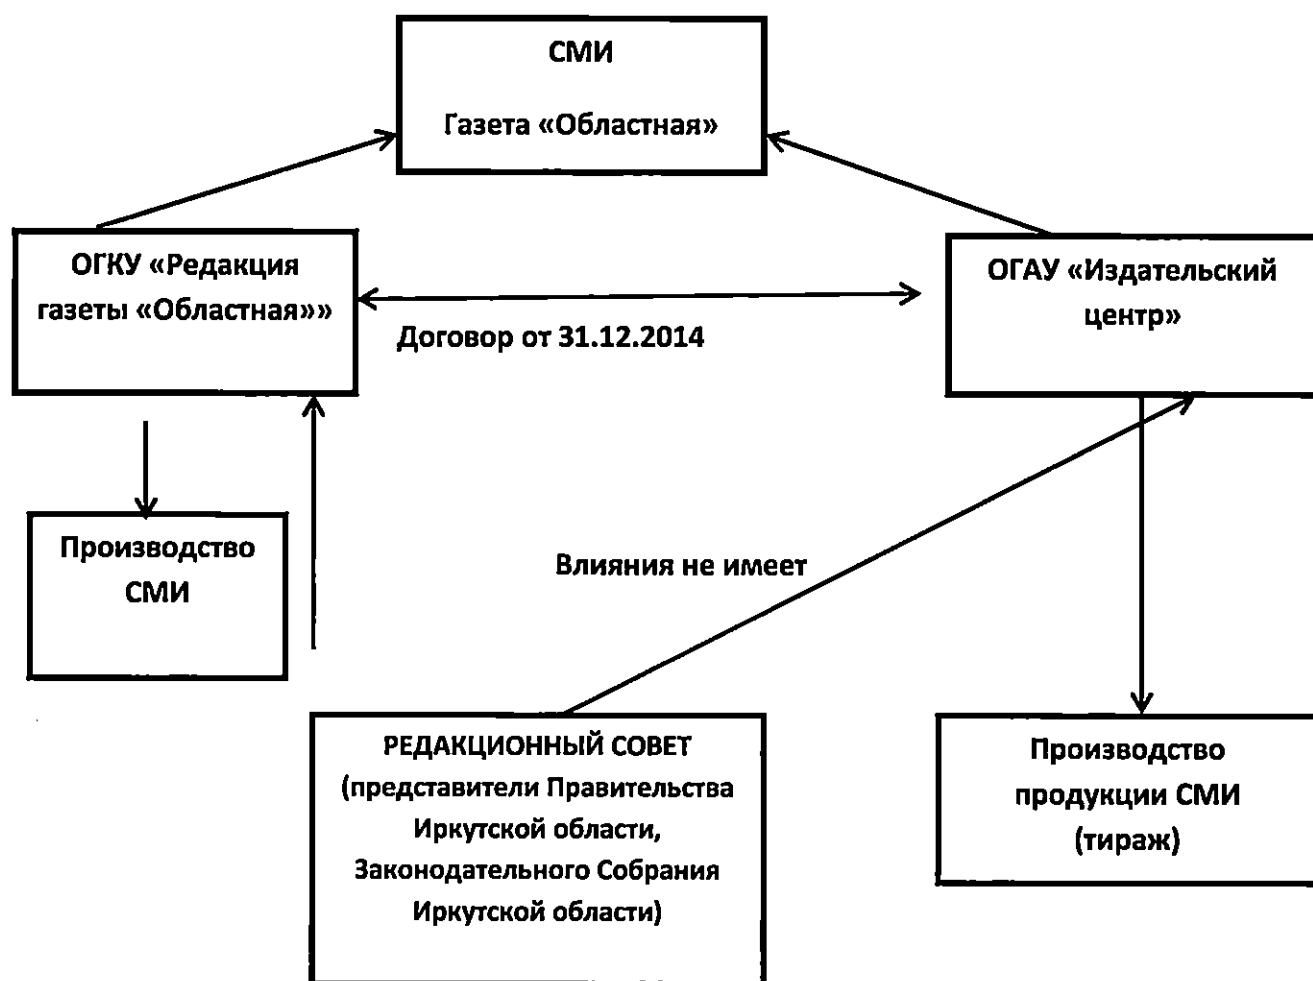 СМИ
Газета «Областная»
ОГКУ «Редакция
газеты «Областная»»
ОГАУ «Издательский
центр»
Договор от 31.12.2014
Производство
СМИ
Влияния не имеет
РЕДАКЦИОННЫЙ СОВЕТ
(представители Правительства
Иркутской области,
Законодательного Собрания
Иркутской области)
Производство
продукции СМИ
(тираж)